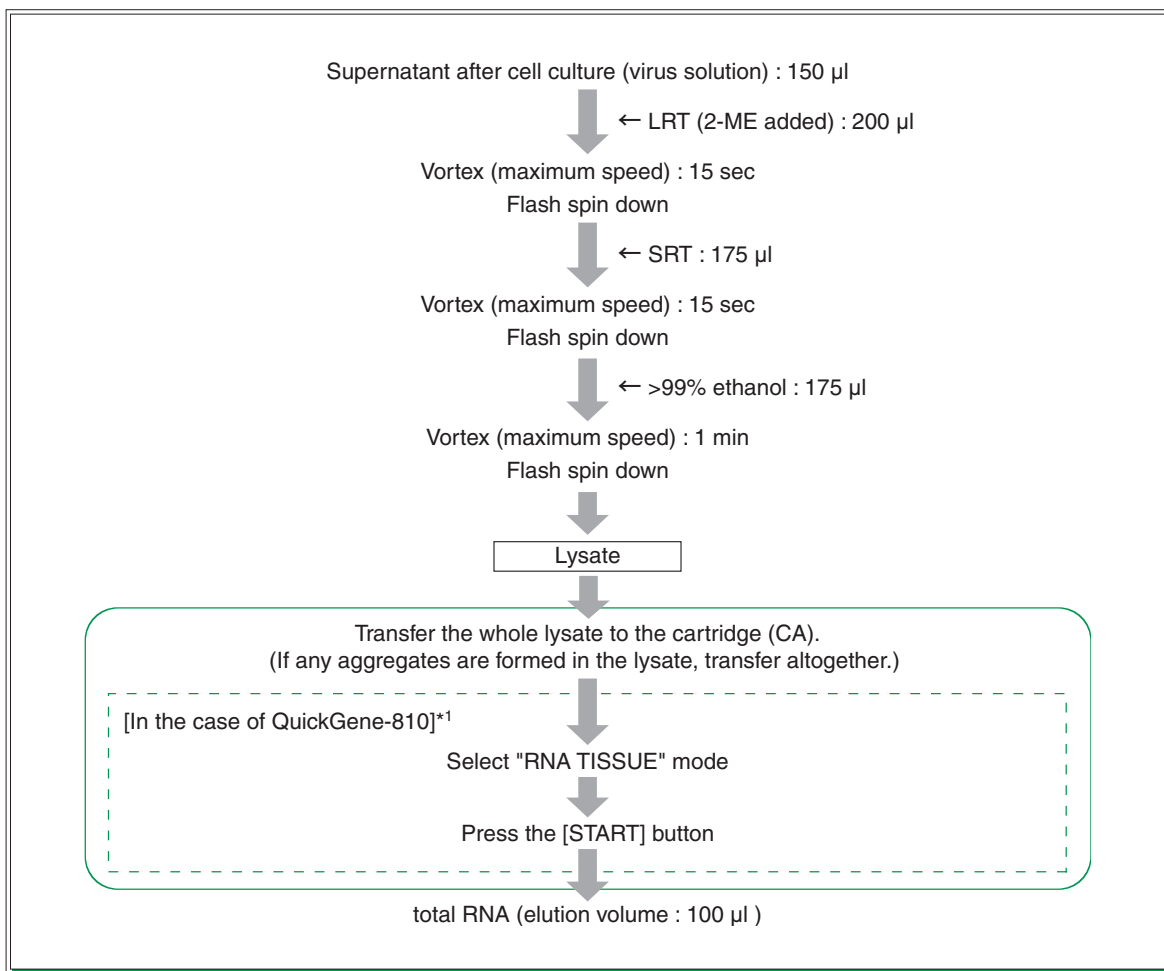 Supernatant after cell culture (virus solution) : 150 µl
← LRT (2-ME added) : 200 µl
Vortex (maximum speed) : 15 sec
Flash spin down
← SRT : 175 µl
Vortex (maximum speed) : 15 sec
Flash spin down
← >99% ethanol : 175 µl
Vortex (maximum speed) : 1 min
Flash spin down
Lysate
Transfer the whole lysate to the cartridge (CA).
(If any aggregates are formed in the lysate, transfer altogether.)
[In the case of QuickGene-810]*1
Select "RNA TISSUE" mode
Press the [START] button
total RNA (elution volume : 100 µl )